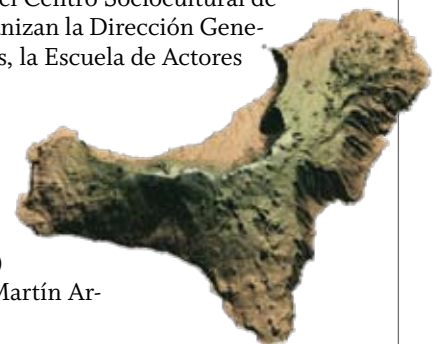 el Centro Sociocultural de
nizan la Dirección Gene-
s, la Escuela de Actores
)
Martín Ar-